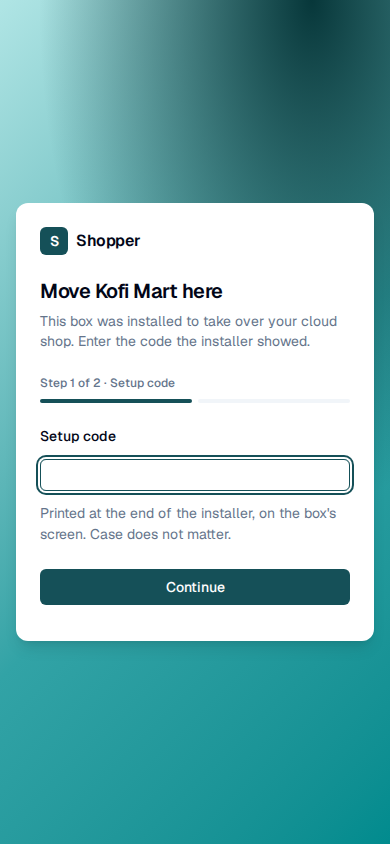 S Shopper
Move Kofi Mart here
This box was installed to take over your cloud
shop. Enter the code the installer showed.
Step 1 of 2 · Setup code
Setup code
Printed at the end of the installer, on the box's
screen. Case does not matter.
Continue